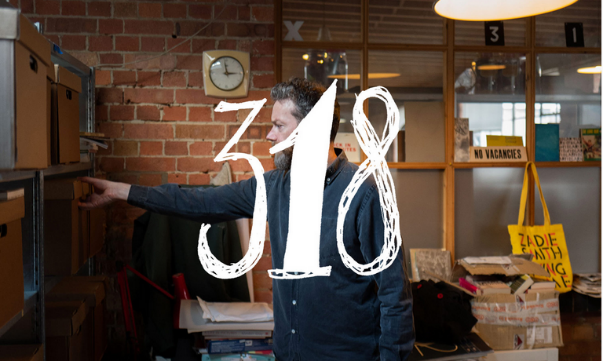 X
3
1
318
NO VACANCIES
ZADIE
SMITH